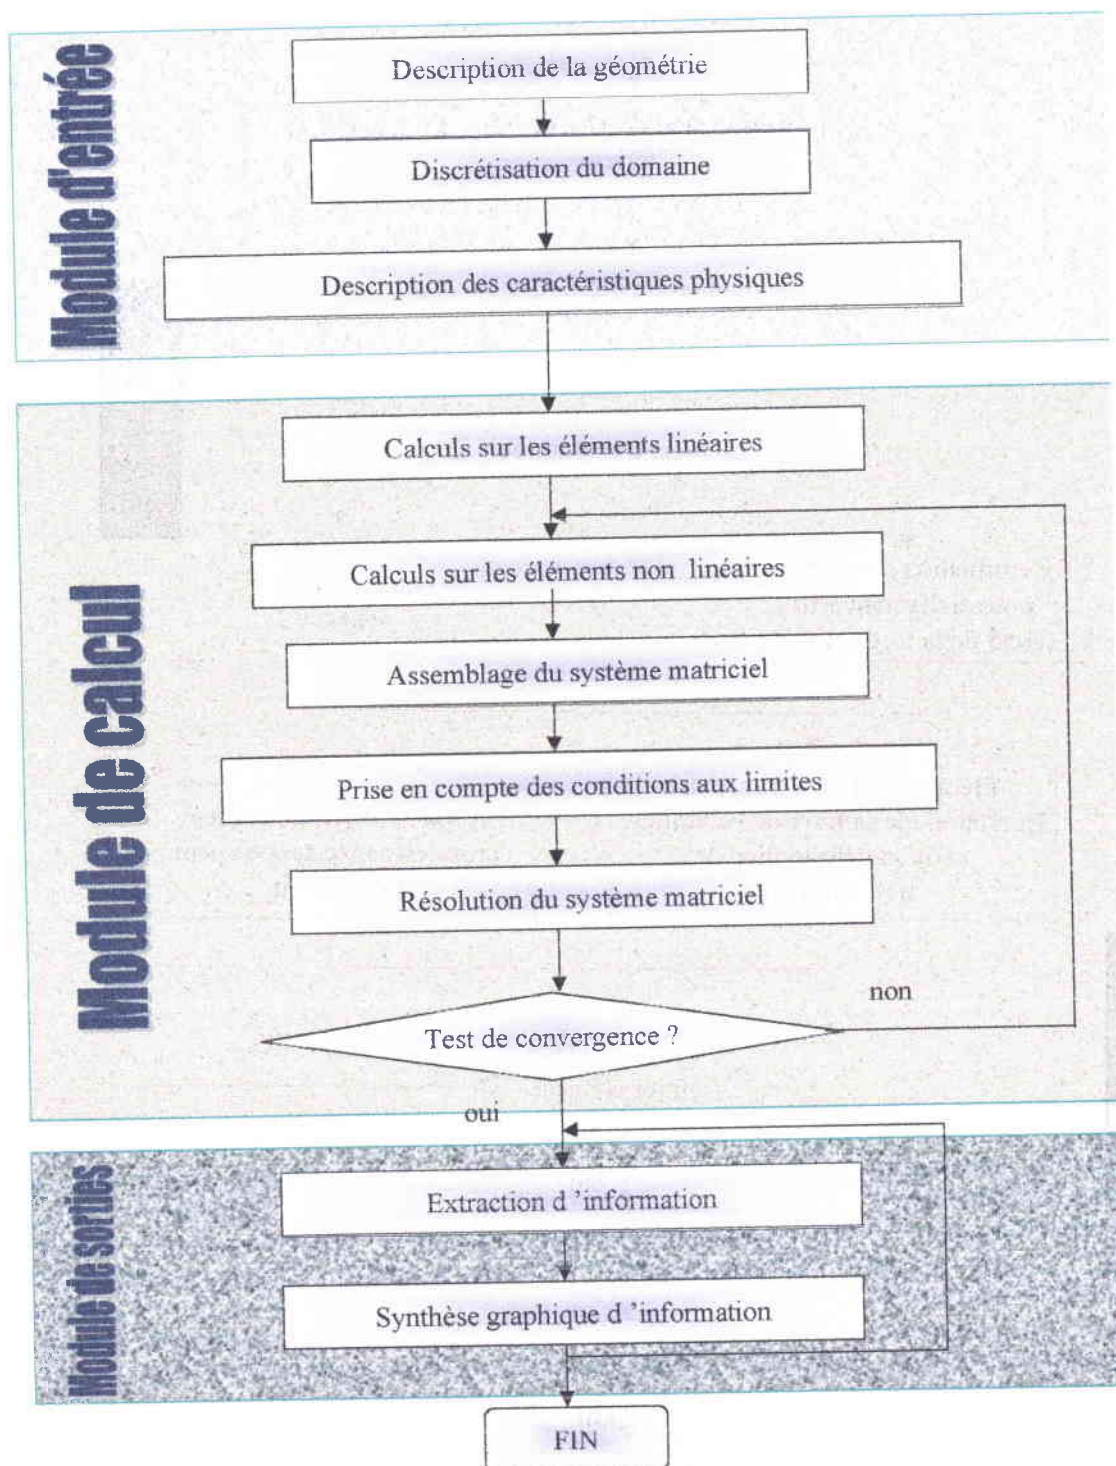 Module d'entrée
Description de la géométrie
Discrétisation du domaine
Description des caractéristiques physiques
Module de calcul
Calculs sur les éléments linéaires
Calculs sur les éléments non linéaires
Assemblage du système matriciel
Prise en compte des conditions aux limites
Résolution du système matriciel
Test de convergence ?
non
oui
Module de sorties
Extraction d 'information
Synthèse graphique d 'information
FIN